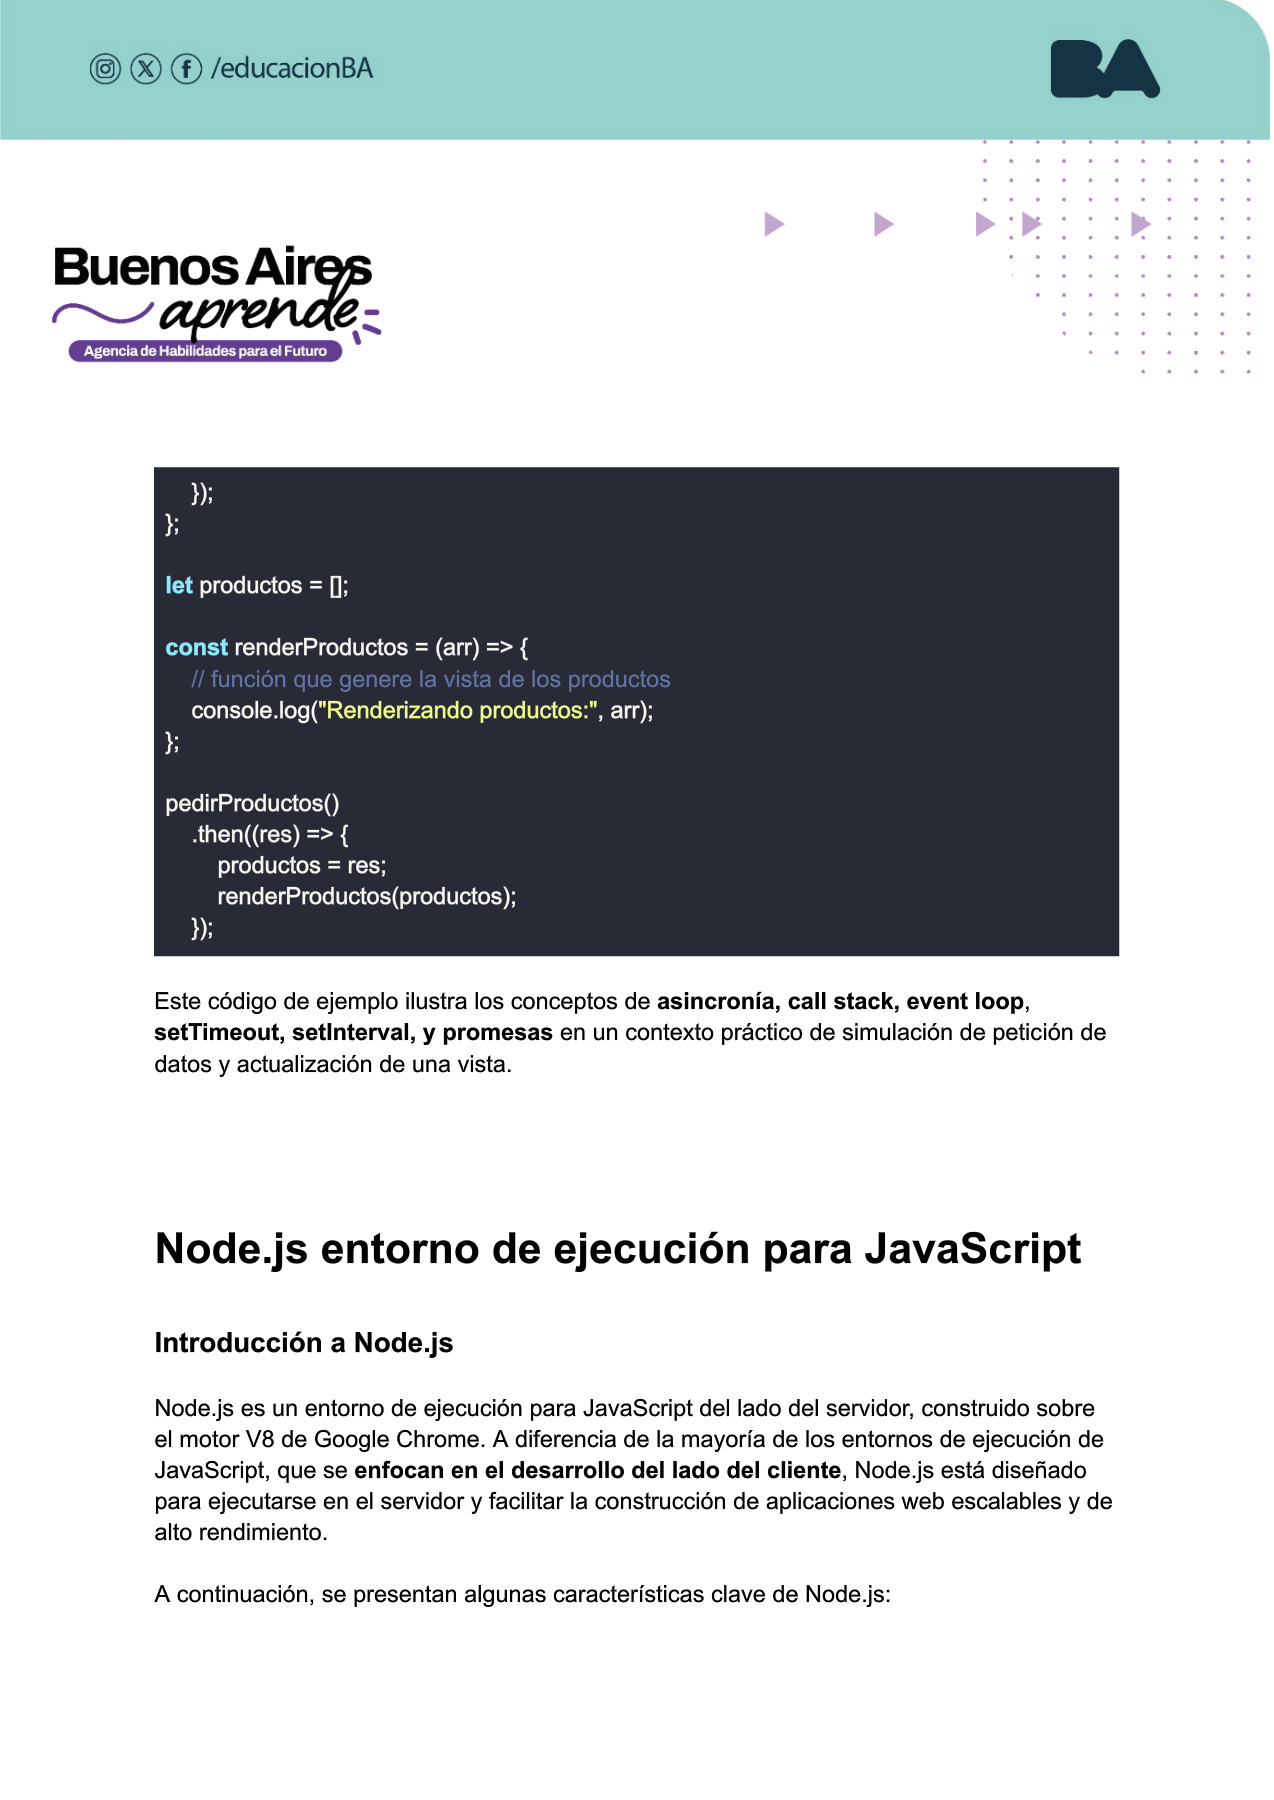 /educacionBA
BA
Buenos Aires
aprende
Agencia de Habilidades para el Futuro
});
};
let productos = [];
const renderProductos = (arr) => {
// función que genere la vista de los productos
console.log("Renderizando productos:", arr);
};
pedirProductos()
.then((res) => {
productos = res;
renderProductos(productos);
});
Este código de ejemplo ilustra los conceptos de asincronía, call stack, event loop,
setTimeout, setInterval, y promesas en un contexto práctico de simulación de petición de
datos y actualización de una vista.
Node.js entorno de ejecución para JavaScript
Introducción a Node.js
Node.js es un entorno de ejecución para JavaScript del lado del servidor, construido sobre
el motor V8 de Google Chrome. A diferencia de la mayoría de los entornos de ejecución de
JavaScript, que se enfocan en el desarrollo del lado del cliente, Node.js está diseñado
para ejecutarse en el servidor y facilitar la construcción de aplicaciones web escalables y de
alto rendimiento.
A continuación, se presentan algunas características clave de Node.js: